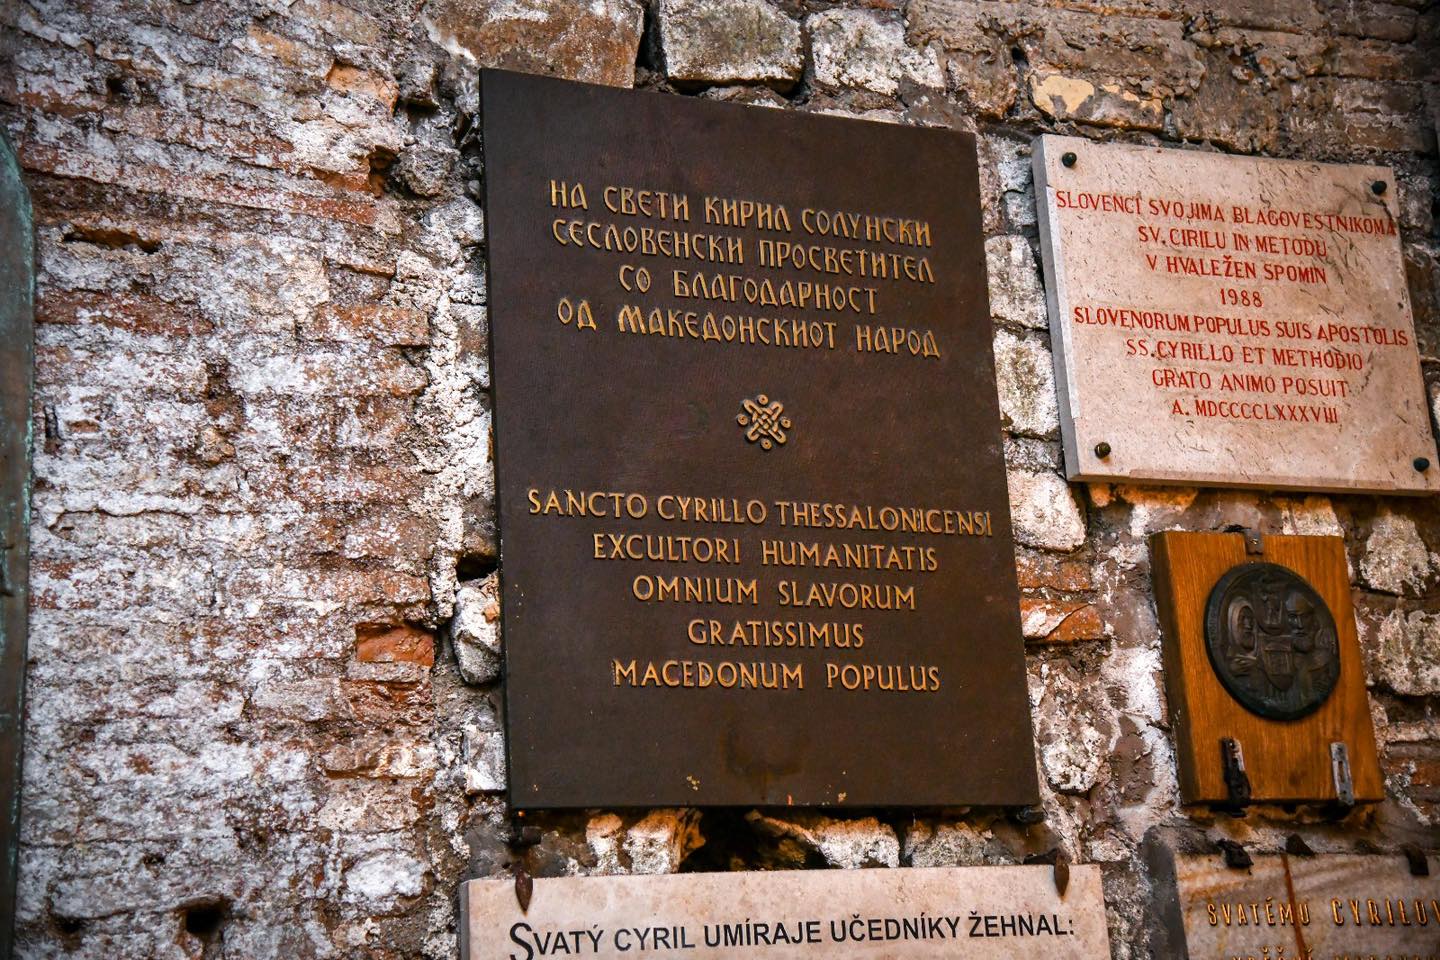 НА СВЕТИ КИРИЛ СОЛУНСКИ
СЕСЛОВЕНСКИ ПРОСВЕТИТЕЛ
СО БЛАГОДАРНОСТ
ОД МАКЕДОНСКИОТ НАРОД
SANCTO CYRILLO THESSALONICENSI
EXCULTORI HUMANITATIS
OMNIUM SLAVORUM
GRATISSIMUS
MACEDONUM POPULUS
SLOVENCI SVOJIMA BLAGOVESTNIKOMA
SV. CIRILU IN METODU
V HVALEŽEN SPOMIN
1988
SLOVENORUM POPULUS SUIS APOSTOLIS
SS. CYRILLO ET METHODIO
GRATO ANIMO POSUIT
A. MDCCCCLXXXVIII
SVATÝ CYRIL UMÍRAJE UČEDNÍKY ŽEHNAL:
SVATÉMU